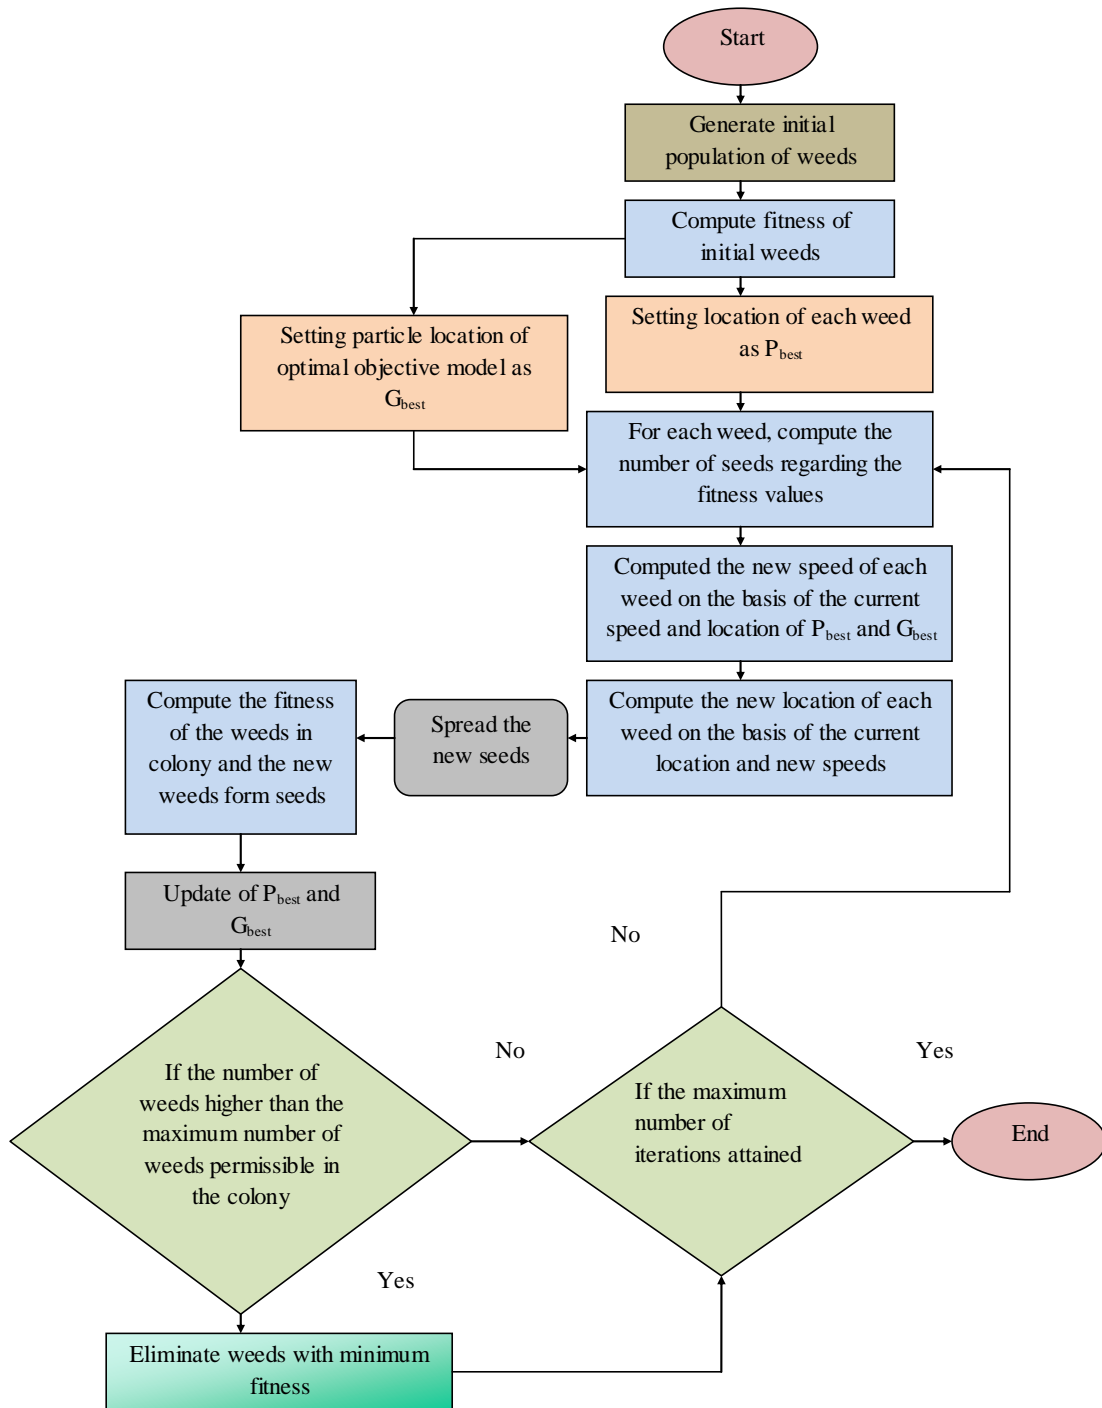 Start
Generate initial
population of weeds
Compute fitness of
initial weeds
Setting particle location of
optimal objective model as
G_best
Setting location of each weed
as P_best
For each weed, compute the
number of seeds regarding the
fitness values
Computed the new speed of each
weed on the basis of the current
speed and location of P_best and G_best
Compute the new location of each
weed on the basis of the current
location and new speeds
Spread the
new seeds
Compute the fitness
of the weeds in
colony and the new
weeds form seeds
Update of P_best and
G_best
If the number of
weeds higher than the
maximum number of
weeds permissible in
the colony
No
Yes
Eliminate weeds with minimum
fitness
If the maximum
number of
iterations attained
No
Yes
End